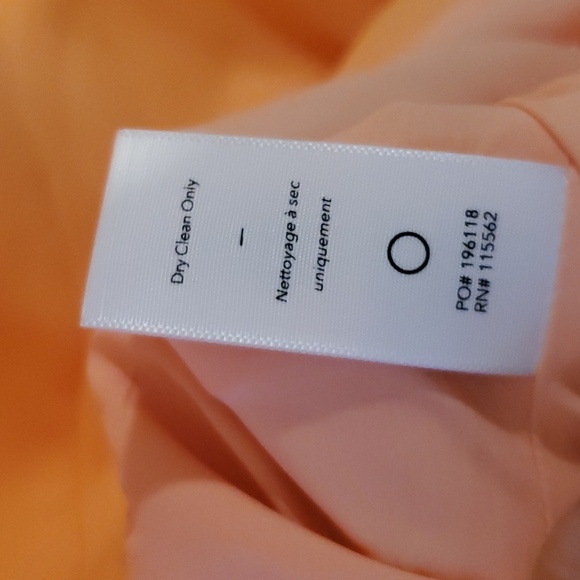 Dry Clean Only
–
Nettoyage à sec
uniquement
PO# 196118
RN# 115562